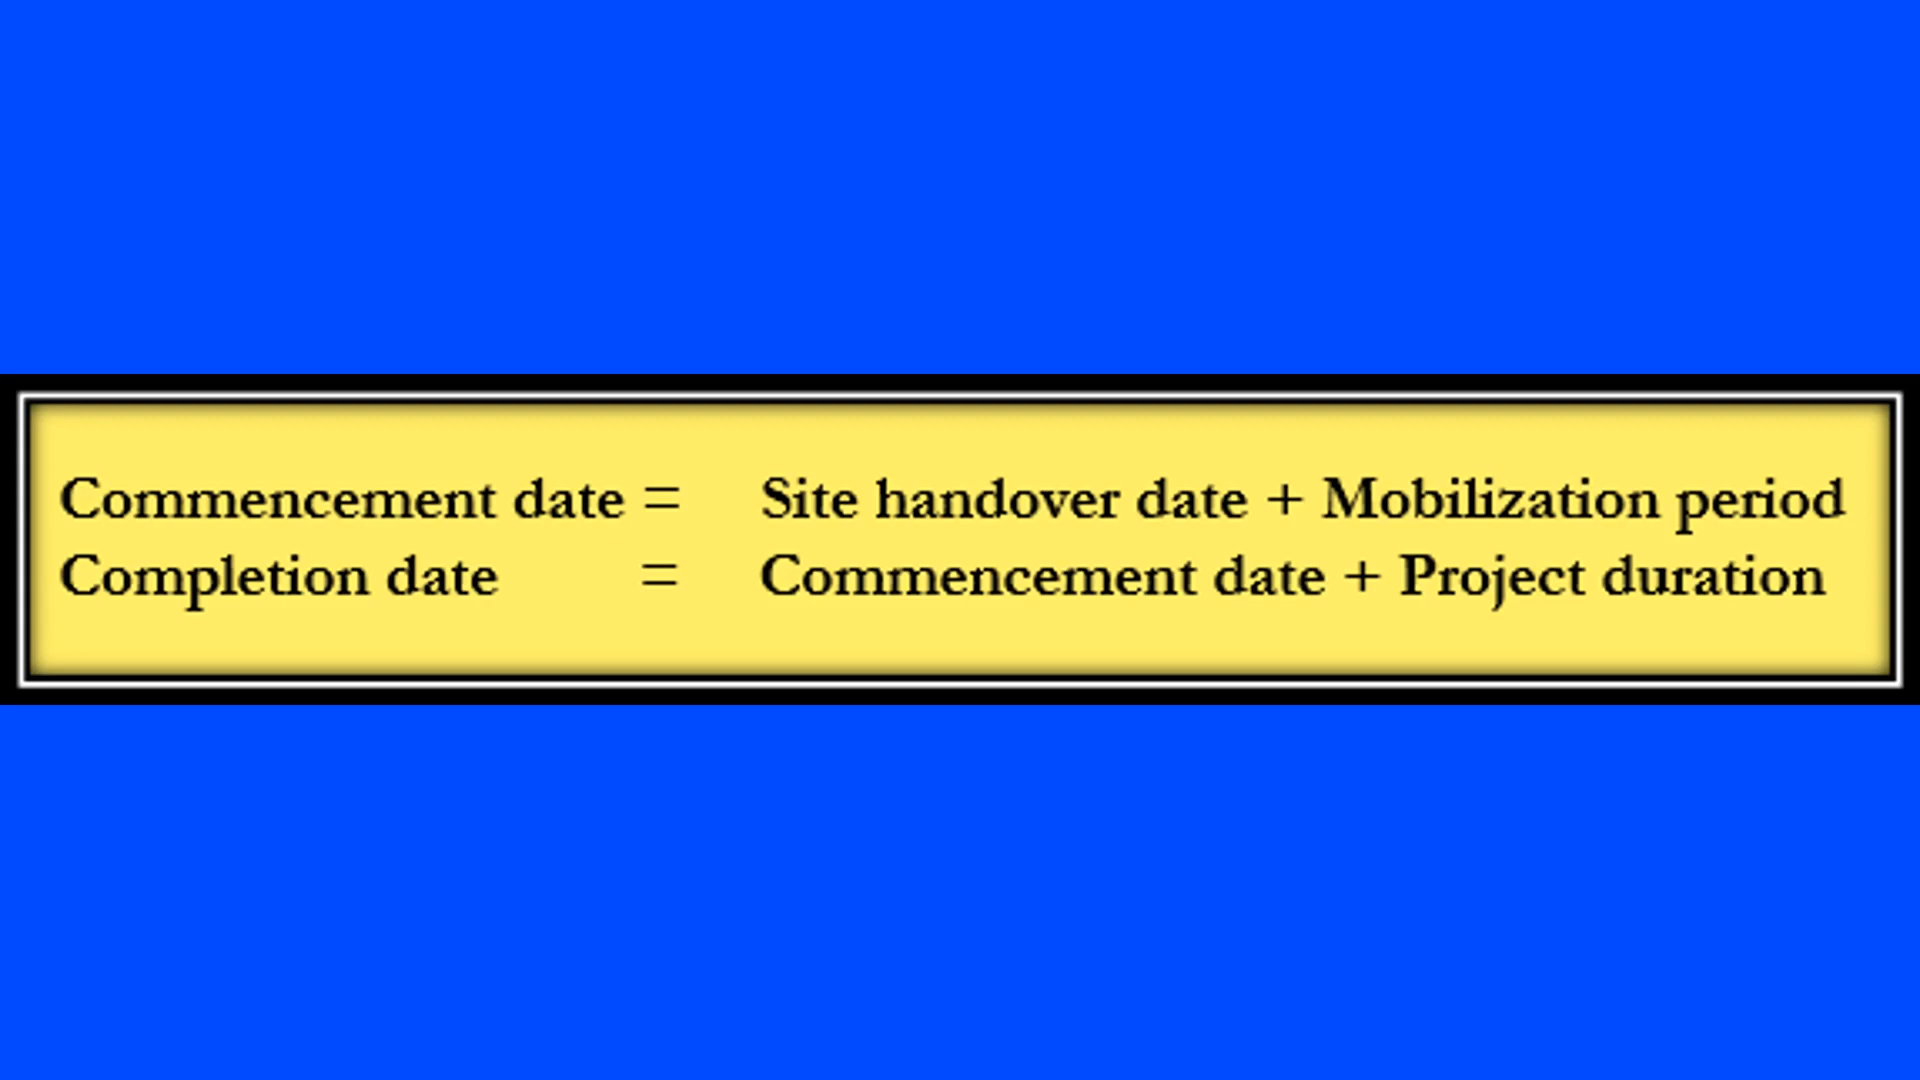 Commencement date = Site handover date + Mobilization period
Completion date = Commencement date + Project duration